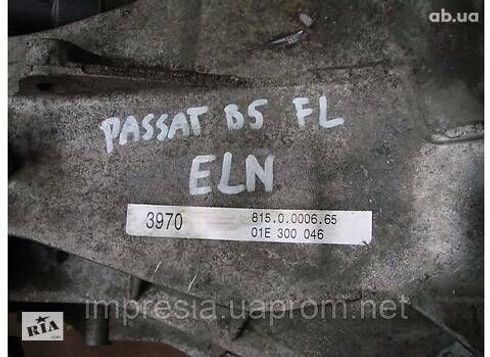 ab.ua
PASSAT B5 FL
ELN
3970
815.0.0006.65
01E 300 046
impresia.uaprom.net
RIA
.com